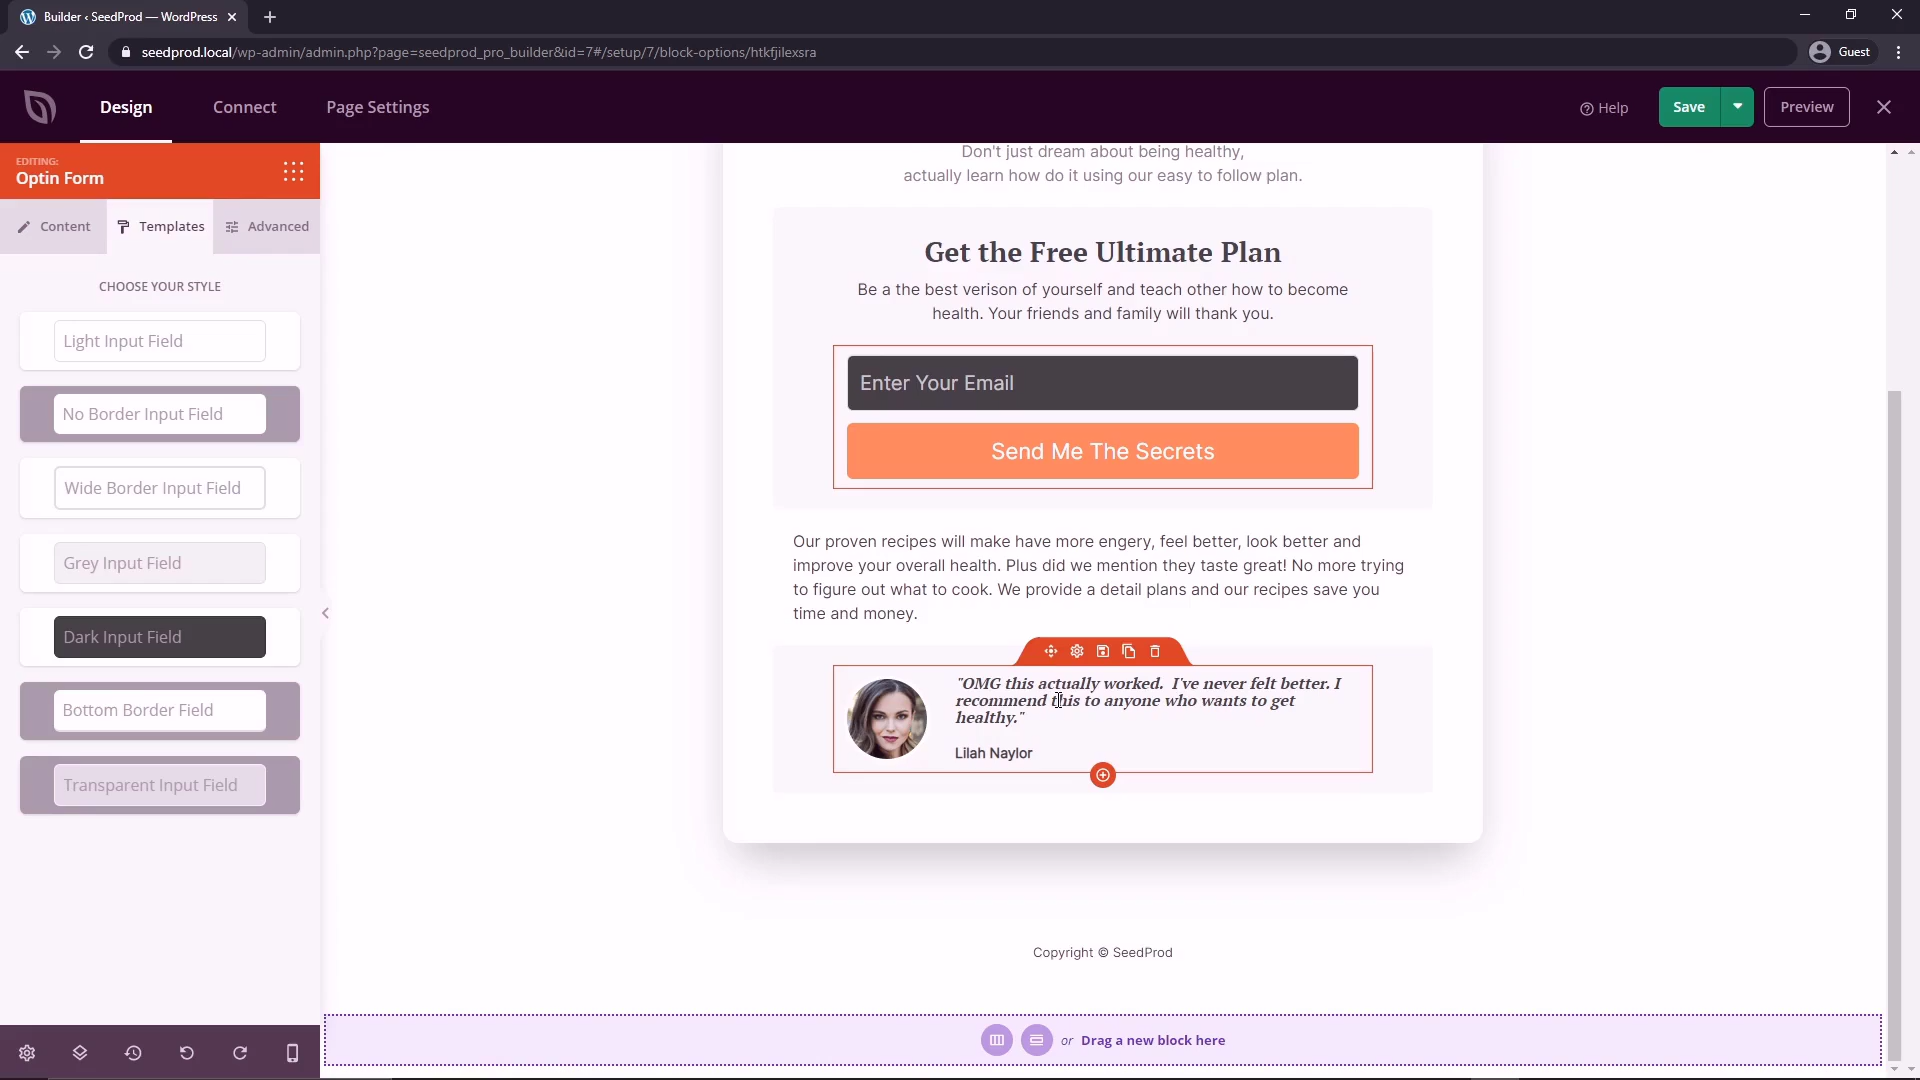 Builder ‹ SeedProd — WordPress
seedprod.local/wp-admin/admin.php?page=seedprod_pro_builder&id=7#/setup/7/block-options/htkfjilexsra
Guest
Design
Connect
Page Settings
Help
Save
Preview
EDITING:
Optin Form
Content
Templates
Advanced
CHOOSE YOUR STYLE
Light Input Field
No Border Input Field
Wide Border Input Field
Grey Input Field
Dark Input Field
Bottom Border Field
Transparent Input Field
Don't just dream about being healthy,
actually learn how do it using our easy to follow plan.
Get the Free Ultimate Plan
Be a the best verison of yourself and teach other how to become
health. Your friends and family will thank you.
Enter Your Email
Send Me The Secrets
Our proven recipes will make have more engery, feel better, look better and
improve your overall health. Plus did we mention they taste great! No more trying
to figure out what to cook. We provide a detail plans and our recipes save you
time and money.
"OMG this actually worked.  I've never felt better. I
recommend this to anyone who wants to get
healthy."
Lilah Naylor
Copyright © SeedProd
or Drag a new block here